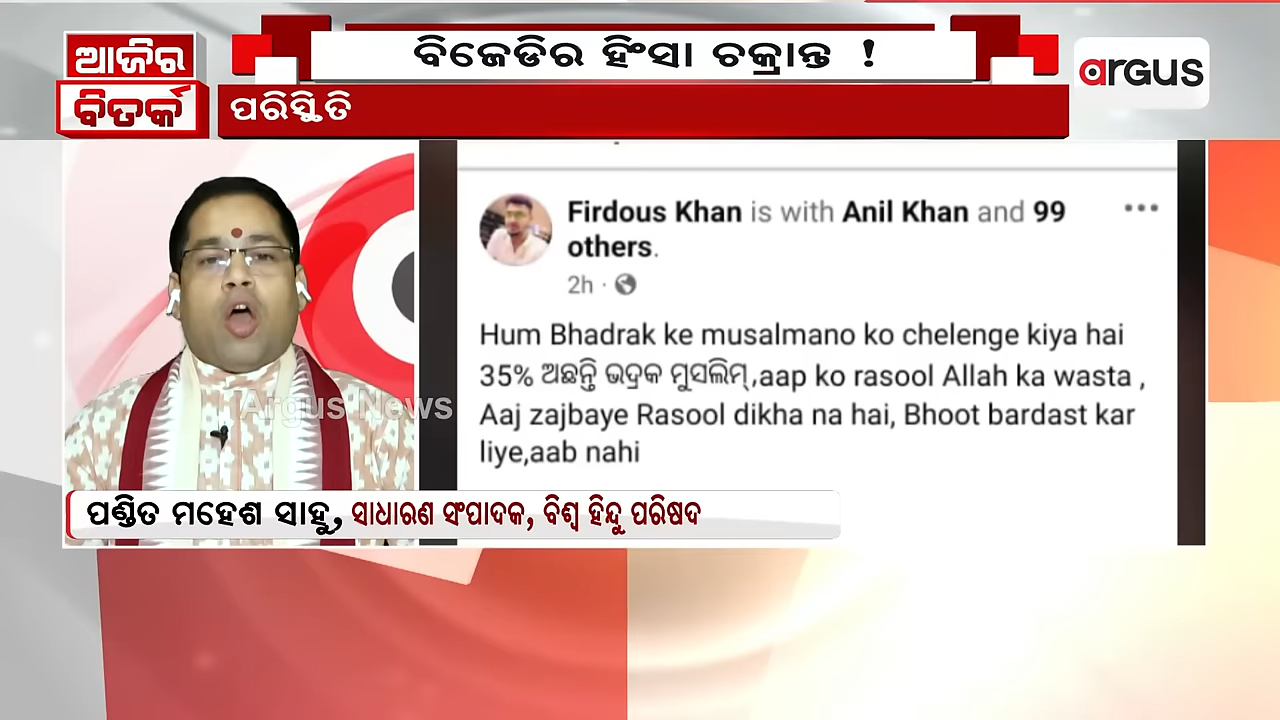 ଆଜିର
ବିତର୍କ
ବିଜେଡିର ହିଂସା ଚକ୍ରାନ୍ତ !
ପରିସ୍ଥିତି
argus
Firdous Khan is with Anil Khan and 99
others.
2h ·
Hum Bhadrak ke musalmano ko chelenge kiya hai
35% ଅଛନ୍ତି ଭଦ୍ରକ ମୁସଲିମ୍,aap ko rasool Allah ka wasta ,
Aaj zajbaye Rasool dikha na hai, Bhoot bardast kar
liye,aab nahi
Argus News
ପଣ୍ଡିତ ମହେଶ ସାହୁ, ସାଧାରଣ ସଂପାଦକ, ବିଶ୍ୱ ହିନ୍ଦୁ ପରିଷଦ